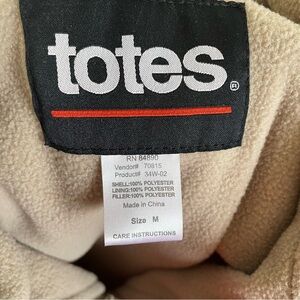 totes®
RN 84890
Vendor# 70815
Product# 34W-02
SHELL:100% POLYESTER
LINING:100% POLYESTER
FILLER:100% POLYESTER
Made in China
Size M
CARE INSTRUCTIONS